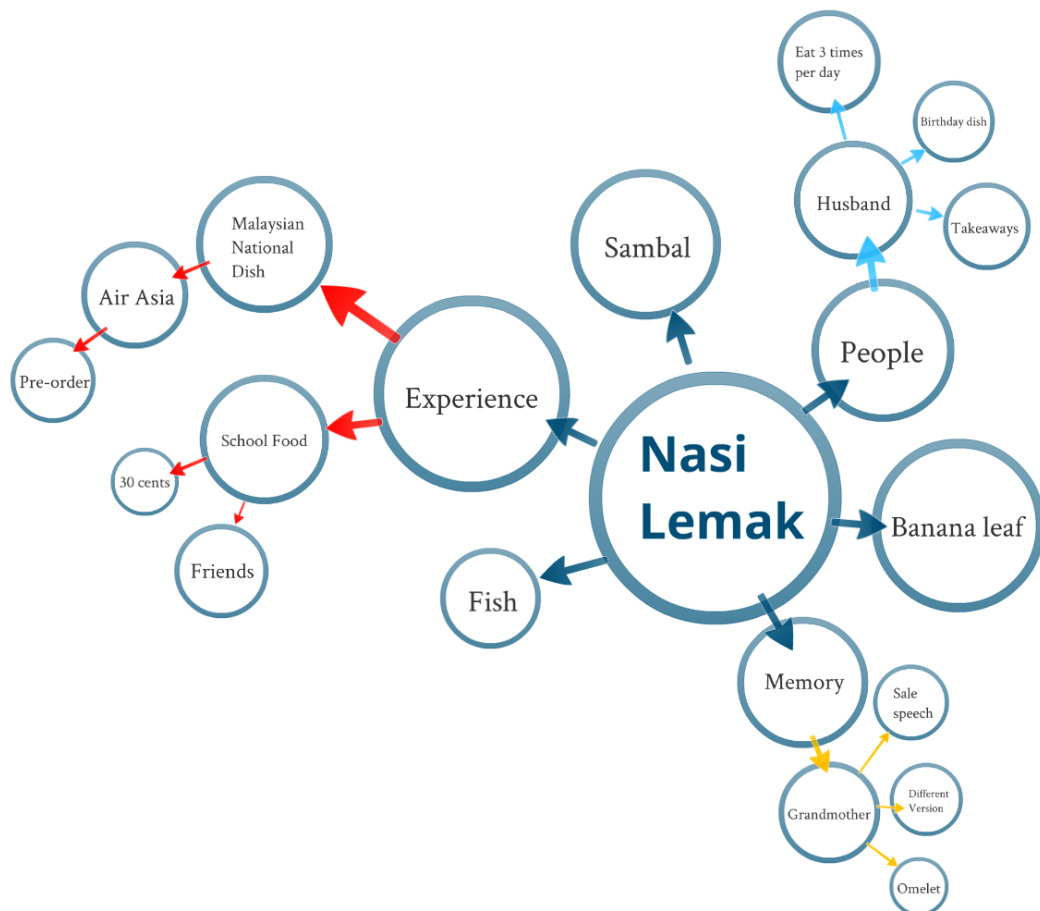 Nasi
Lemak
Sambal
People
Husband
Eat 3 times
per day
Birthday dish
Takeaways
Banana leaf
Memory
Grandmother
Sale
speech
Different
Version
Omelet
Fish
Experience
Malaysian
National
Dish
Air Asia
Pre-order
School Food
30 cents
Friends